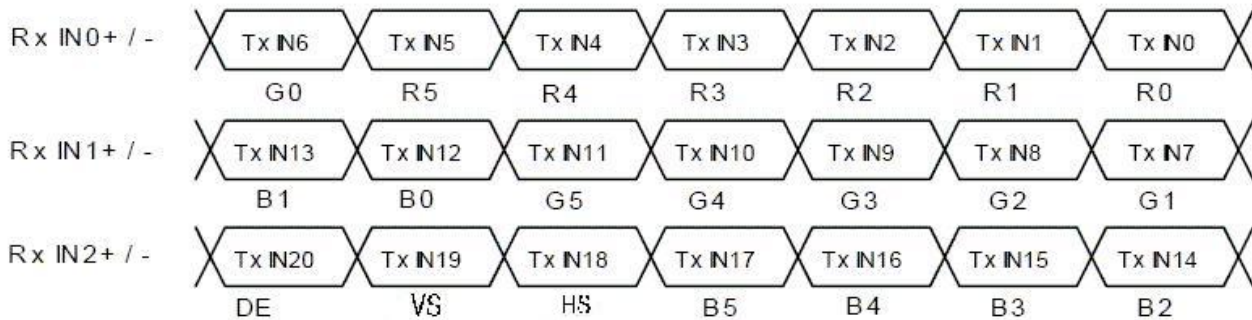 Rx IN0+ / - Tx IN6 Tx IN5 Tx IN4 Tx IN3 Tx IN2 Tx IN1 Tx IN0
G0 R5 R4 R3 R2 R1 R0
Rx IN1+ / - Tx IN13 Tx IN12 Tx IN11 Tx IN10 Tx IN9 Tx IN8 Tx IN7
B1 B0 G5 G4 G3 G2 G1
Rx IN2+ / - Tx IN20 Tx IN19 Tx IN18 Tx IN17 Tx IN16 Tx IN15 Tx IN14
DE VS HS B5 B4 B3 B2